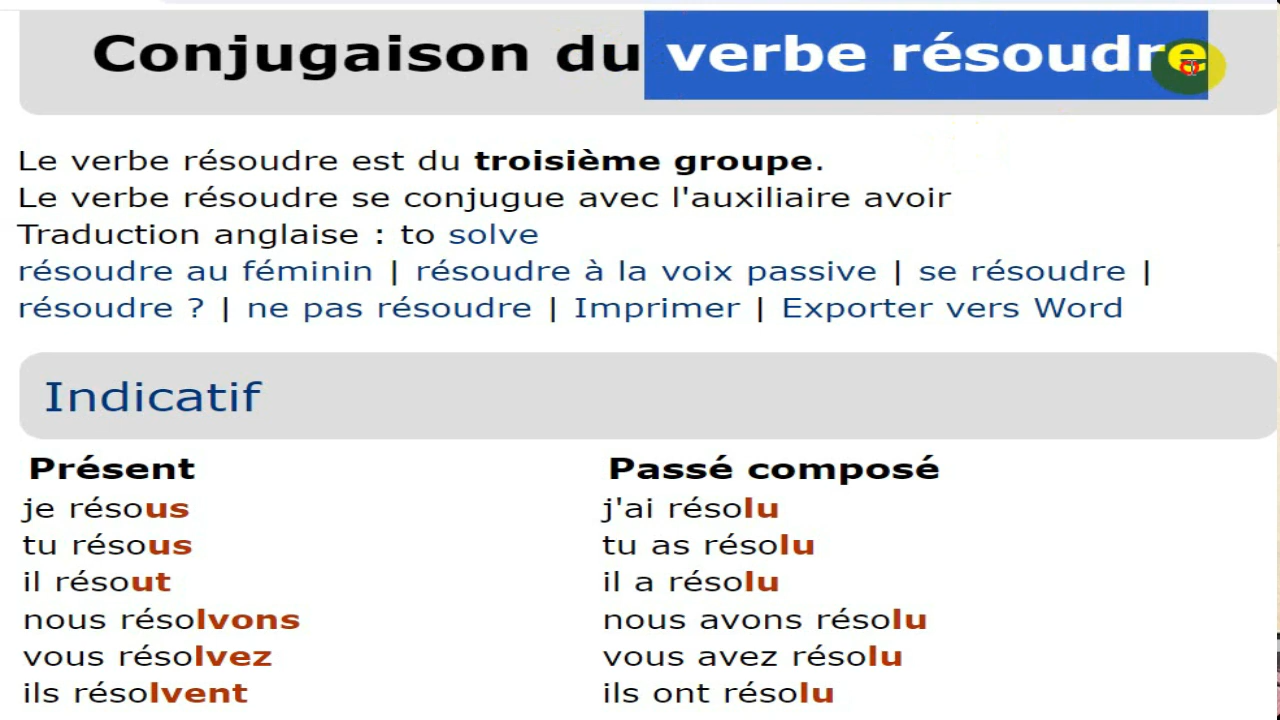 Conjugaison du verbe résoudre
Le verbe résoudre est du troisième groupe.
Le verbe résoudre se conjugue avec l'auxiliaire avoir
Traduction anglaise : to solve
résoudre au féminin | résoudre à la voix passive | se résoudre |
résoudre ? | ne pas résoudre | Imprimer | Exporter vers Word
Indicatif
Présent
je résous
tu résous
il résout
nous résolvons
vous résolvez
ils résolvent
Passé composé
j'ai résolu
tu as résolu
il a résolu
nous avons résolu
vous avez résolu
ils ont résolu